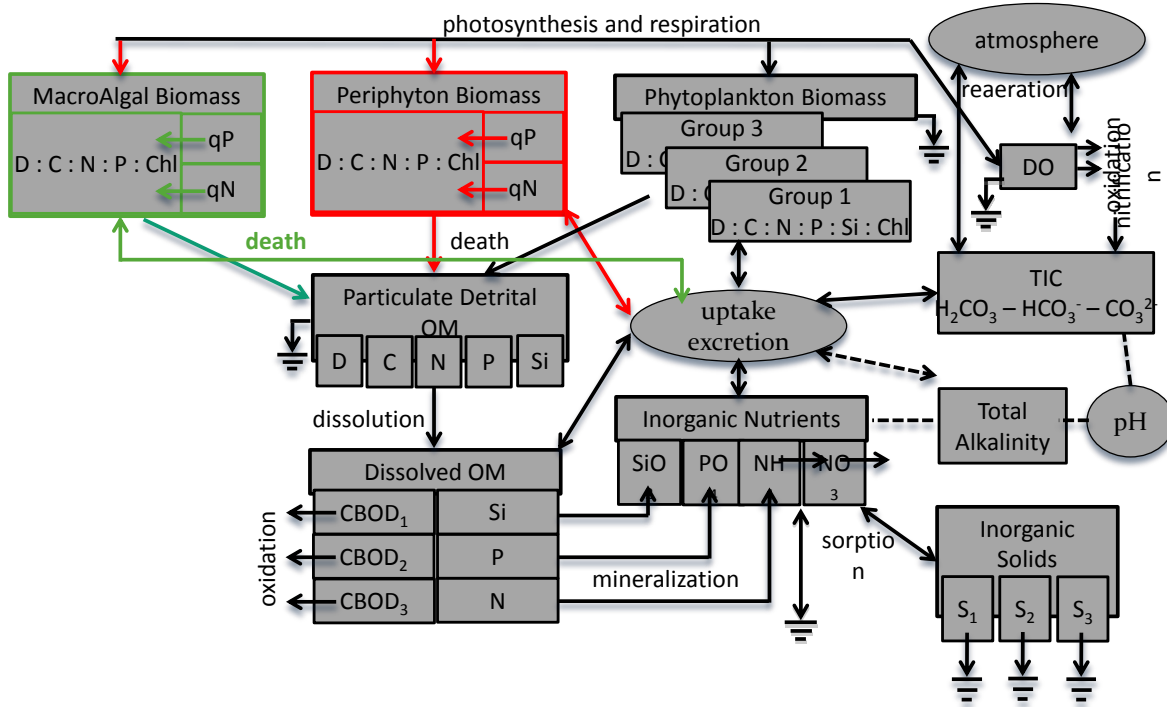 photosynthesis and respiration
atmosphere
reaeration
MacroAlgal Biomass
qP
D : C : N : P : Chl
qN
Periphyton Biomass
qP
D : C : N : P : Chl
qN
Phytoplankton Biomass
Group 3
D : C
Group 2
D : C
Group 1
D : C : N : P : Si : Chl
DO
oxidation
nitrificatio
n
death
death
Particulate Detrital
OM
D
C
N
P
Si
uptake
excretion
TIC
H₂CO₃ – HCO₃⁻ – CO₃²⁻
dissolution
Inorganic Nutrients
SiO
PO
4
NH
NO
3
Total
Alkalinity
pH
Dissolved OM
CBOD₁
Si
CBOD₂
P
CBOD₃
N
oxidation
mineralization
sorptio
n
Inorganic
Solids
S₁
S₂
S₃